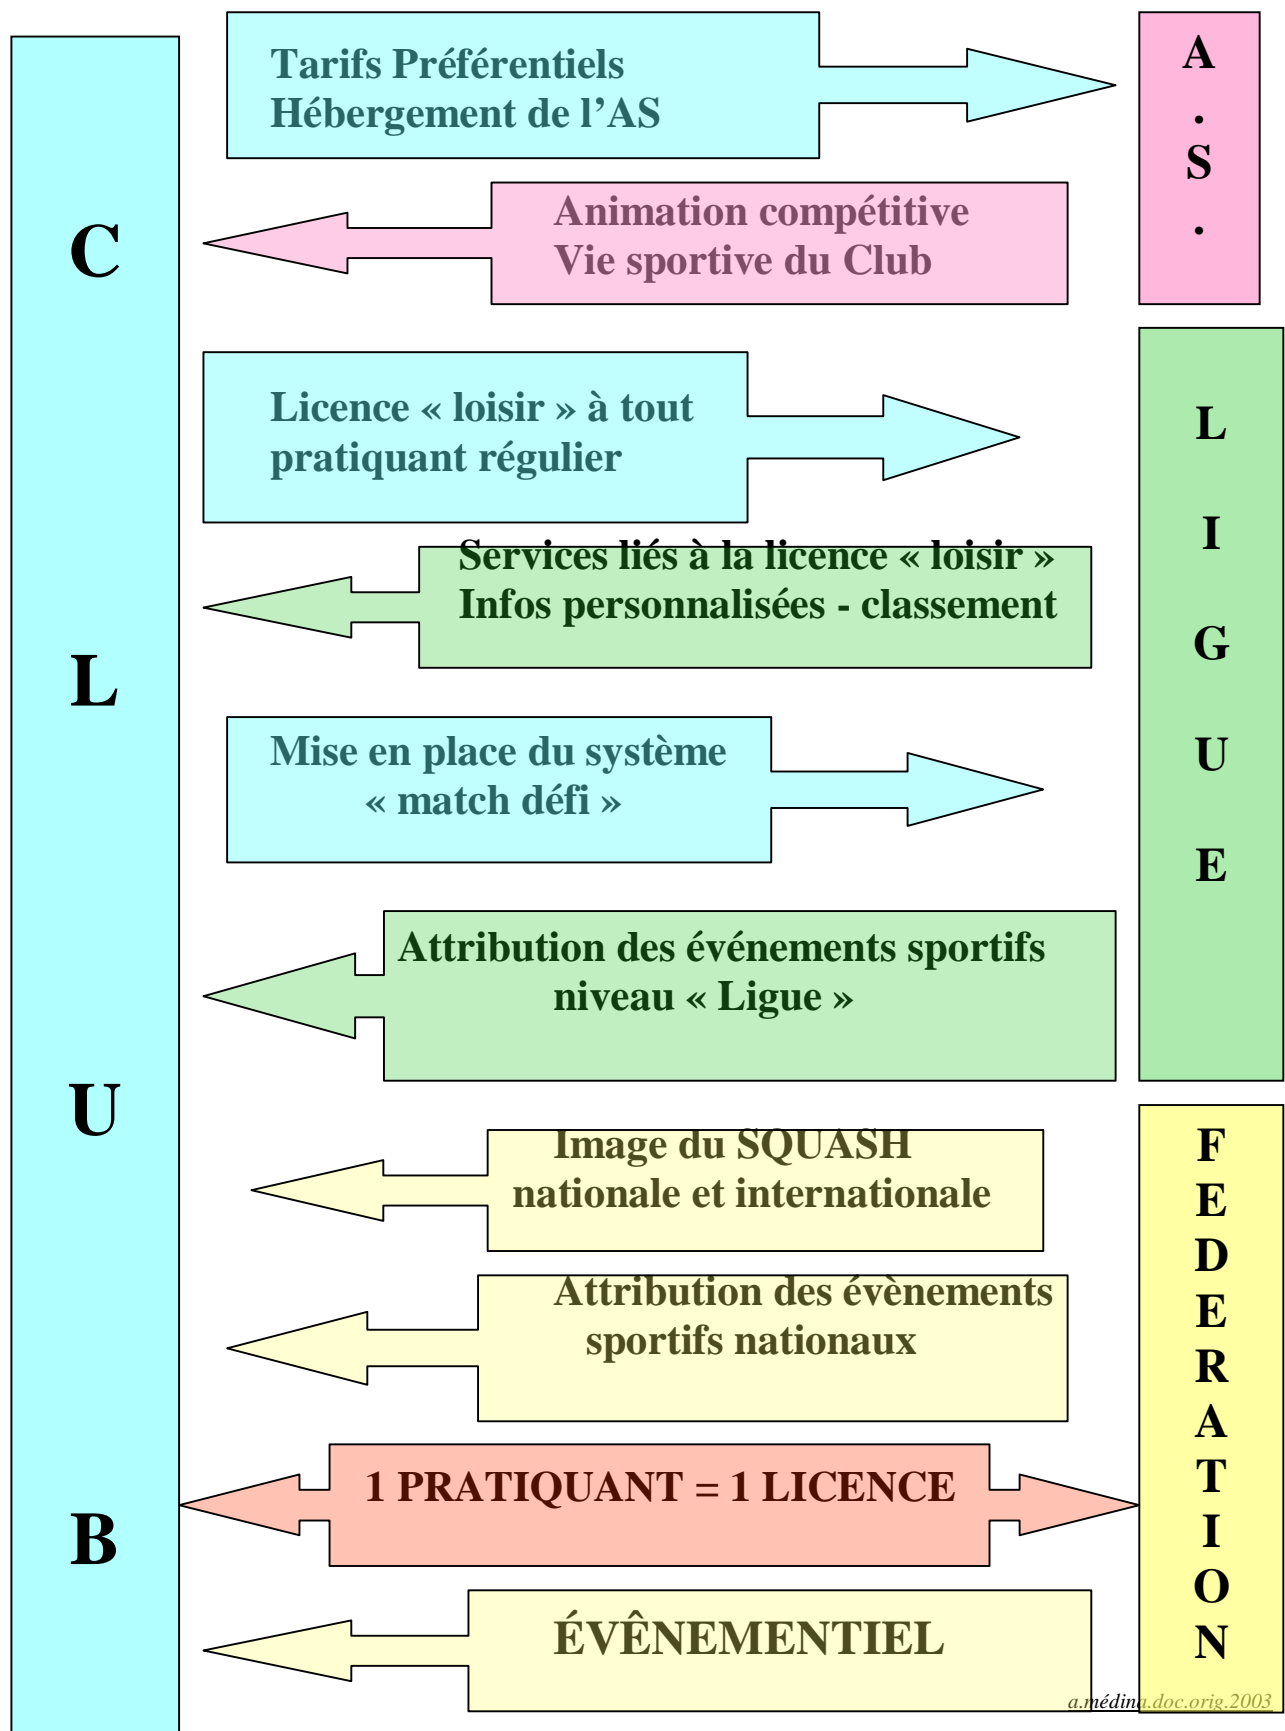 Tarifs Préférentiels
Hébergement de l’AS
A
.
S
.
Animation compétitive
Vie sportive du Club
C
L
U
B
Licence « loisir » à tout
pratiquant régulier
L
I
G
U
E
Services liés à la licence « loisir »
Infos personnalisées - classement
Mise en place du système
« match défi »
Attribution des événements sportifs
niveau « Ligue »
Image du SQUASH
nationale et internationale
F
E
D
E
R
A
T
I
O
N
Attribution des évènements
sportifs nationaux
1 PRATIQUANT = 1 LICENCE
ÉVÊNEMENTIEL
a.médina.doc.orig.2003